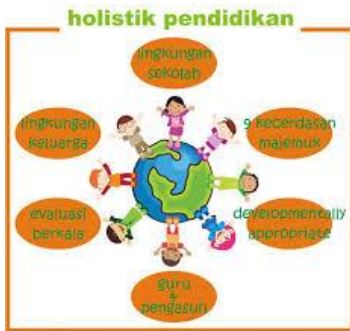 holistik pendidikan
lingkungan
sekolah
lingkungan
keluarga
9 kecerdasan
majemuk
evaluasi
berkala
developmentally
appropriate
guru
&
pengasuh